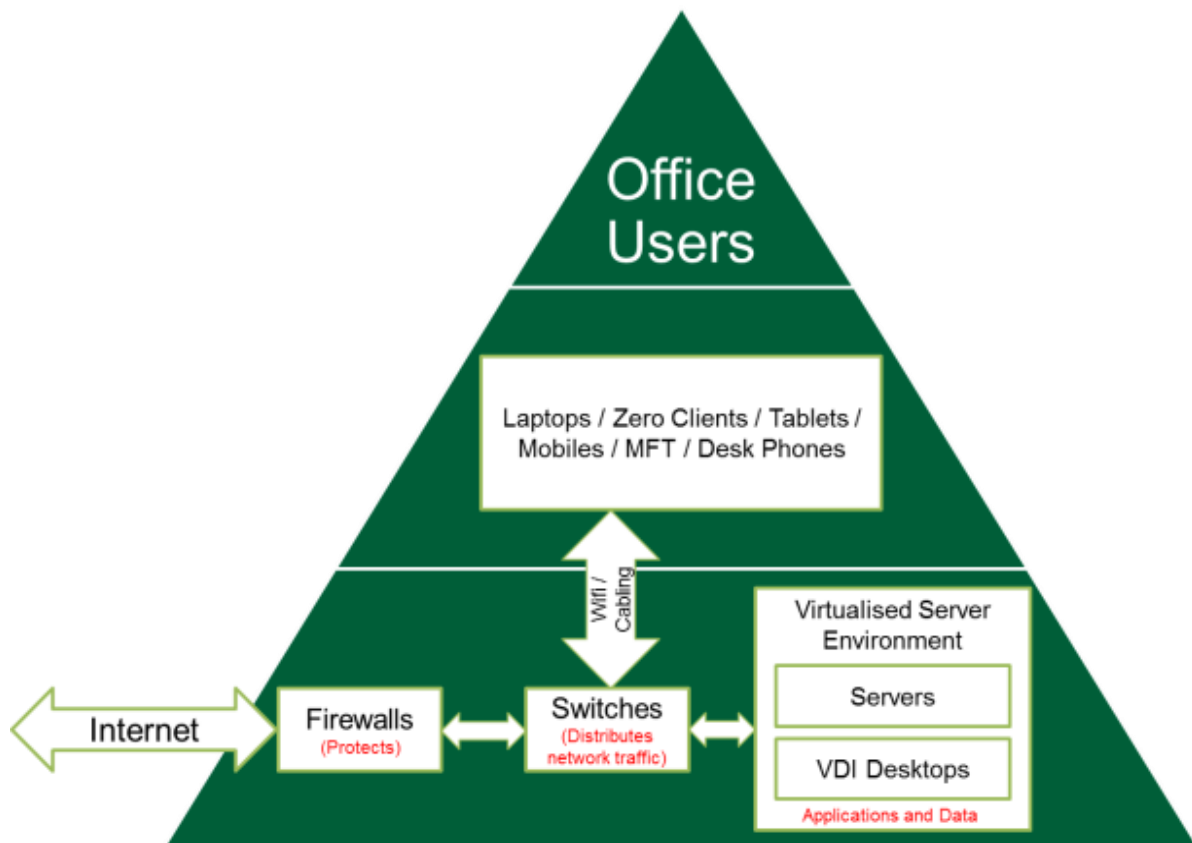 Office
Users
Laptops / Zero Clients / Tablets /
Mobiles / MFT / Desk Phones
Wifi /
Cabling
Internet
Firewalls
(Protects)
Switches
(Distributes
network traffic)
Virtualised Server
Environment
Servers
VDI Desktops
Applications and Data